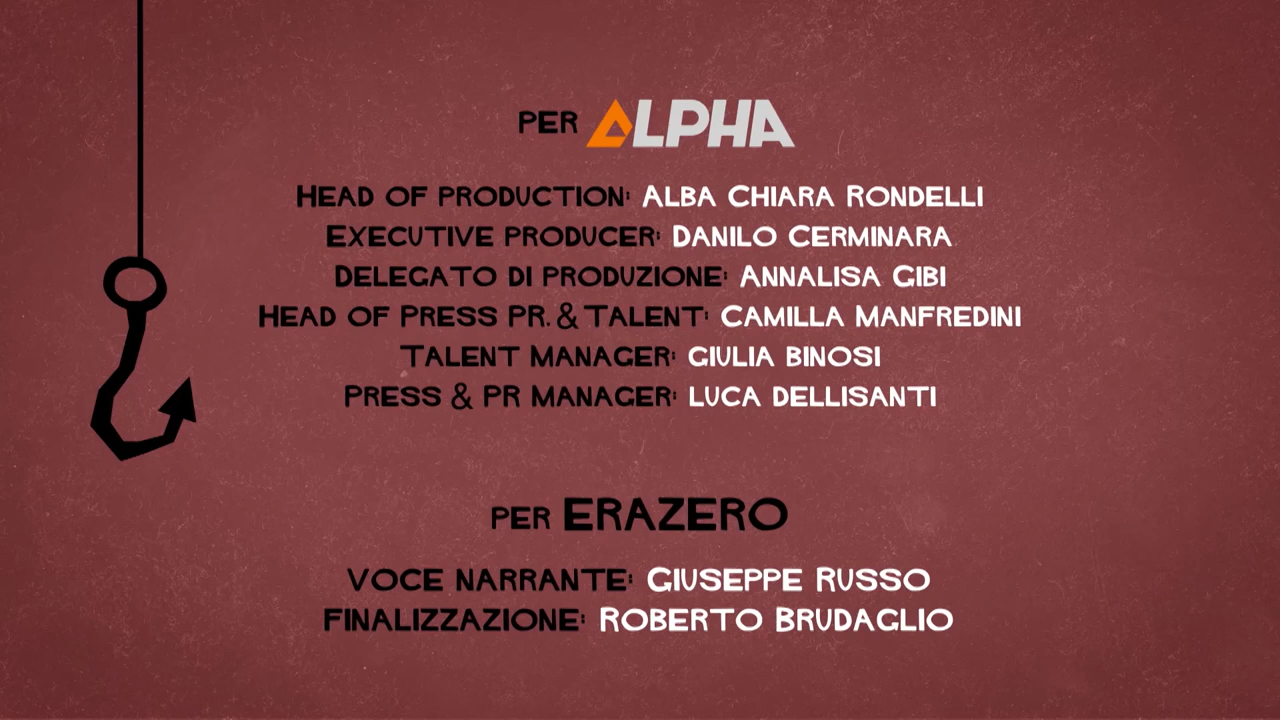 PER ALPHA
HEAD OF PRODUCTION: ALBA CHIARA RONDELLI
EXECUTIVE PRODUCER: DANILO CERMINARA
DELEGATO DI PRODUZIONE: ANNALISA GIBI
HEAD OF PRESS PR. & TALENT: CAMILLA MANFREDINI
TALENT MANAGER: GIULIA BINOSI
PRESS & PR MANAGER: LUCA DELLISANTI
PER ERAZERO
VOCE NARRANTE: GIUSEPPE RUSSO
FINALIZZAZIONE: ROBERTO BRUDAGLIO